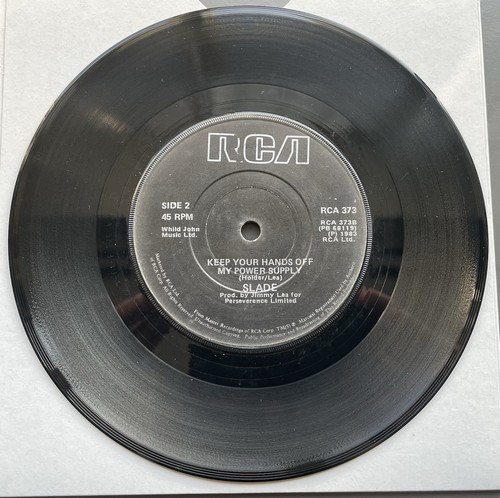 RCA
SIDE 2
45 RPM
Whild John
Music Ltd.
RCA 373
RCA 373B
(PB 68119)
(P) 1983
RCA Ltd.
KEEP YOUR HANDS OFF
MY POWER SUPPLY
(Holder/Lea)
SLADE
Prod. by Jimmy Lea for
Perseverence Limited